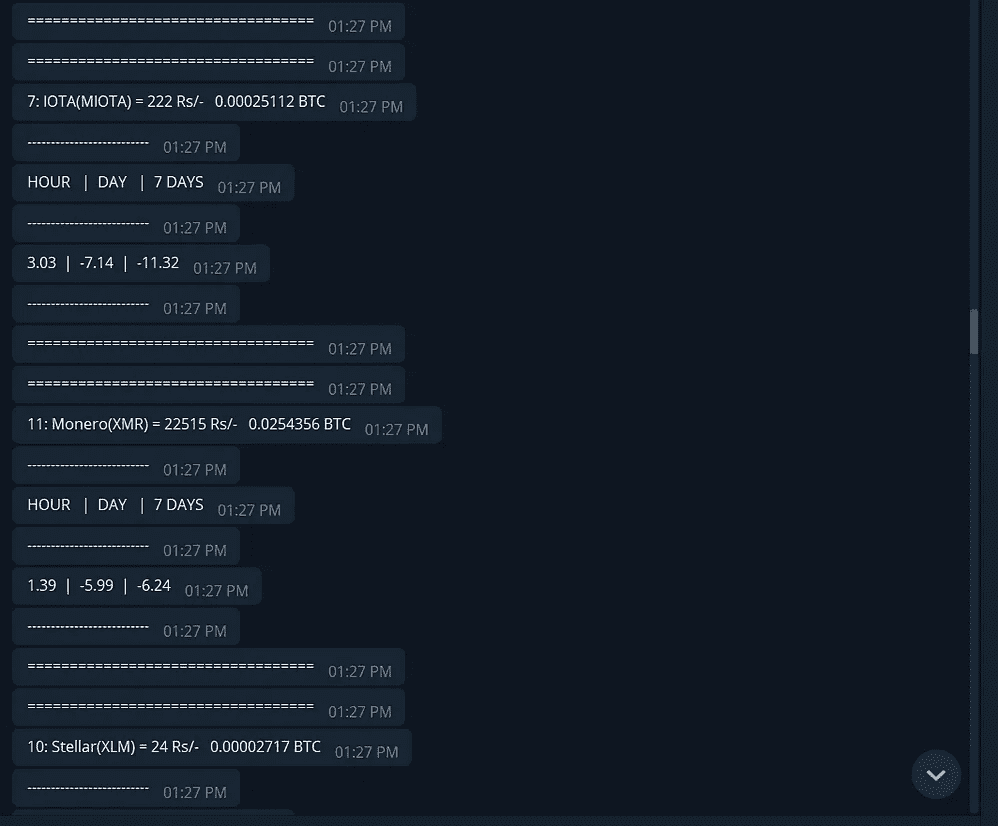 ================================== 01:27 PM
================================== 01:27 PM
7: IOTA(MIOTA) = 222 Rs/-   0.00025112 BTC 01:27 PM
-------------------------- 01:27 PM
HOUR   |  DAY   |  7 DAYS 01:27 PM
-------------------------- 01:27 PM
3.03  |  -7.14  |  -11.32 01:27 PM
-------------------------- 01:27 PM
================================== 01:27 PM
================================== 01:27 PM
11: Monero(XMR) = 22515 Rs/-   0.0254356 BTC 01:27 PM
-------------------------- 01:27 PM
HOUR   |  DAY   |  7 DAYS 01:27 PM
-------------------------- 01:27 PM
1.39  |  -5.99  |  -6.24 01:27 PM
-------------------------- 01:27 PM
================================== 01:27 PM
================================== 01:27 PM
10: Stellar(XLM) = 24 Rs/-   0.00002717 BTC 01:27 PM
-------------------------- 01:27 PM